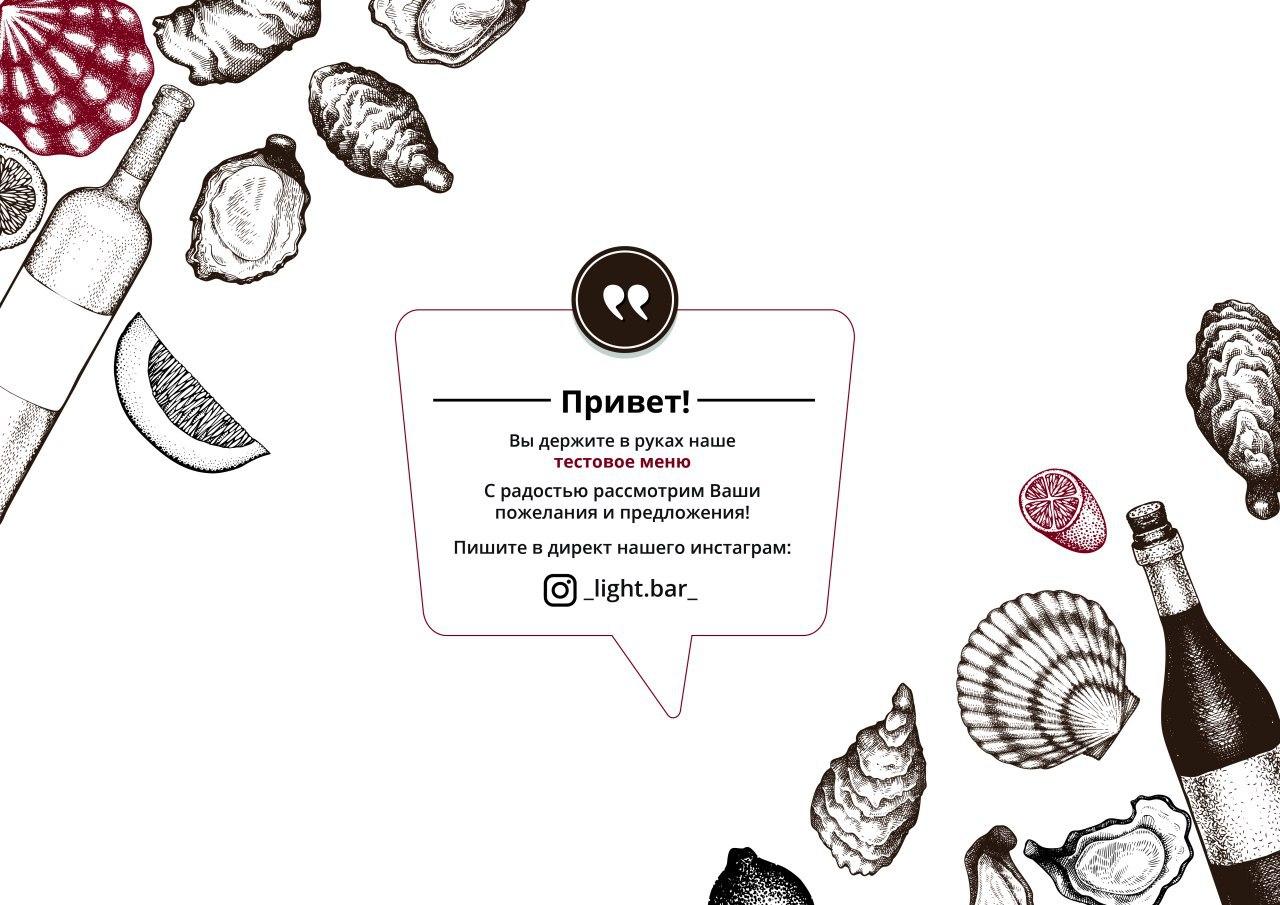 Привет!
Вы держите в руках наше
тестовое меню
С радостью рассмотрим Ваши
пожелания и предложения!
Пишите в директ нашего инстаграм:
_light.bar_